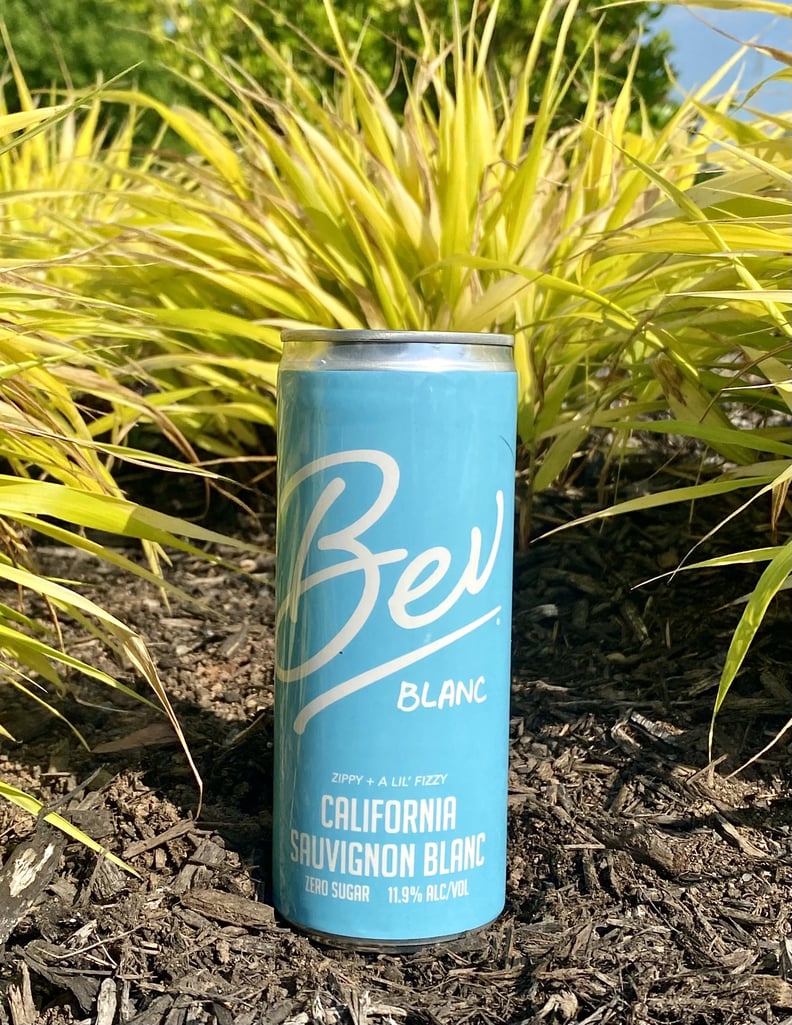 Bev
BLANC
ZIPPY + A LIL' FIZZY
CALIFORNIA
SAUVIGNON BLANC
ZERO SUGAR 11.9% ALC/VOL